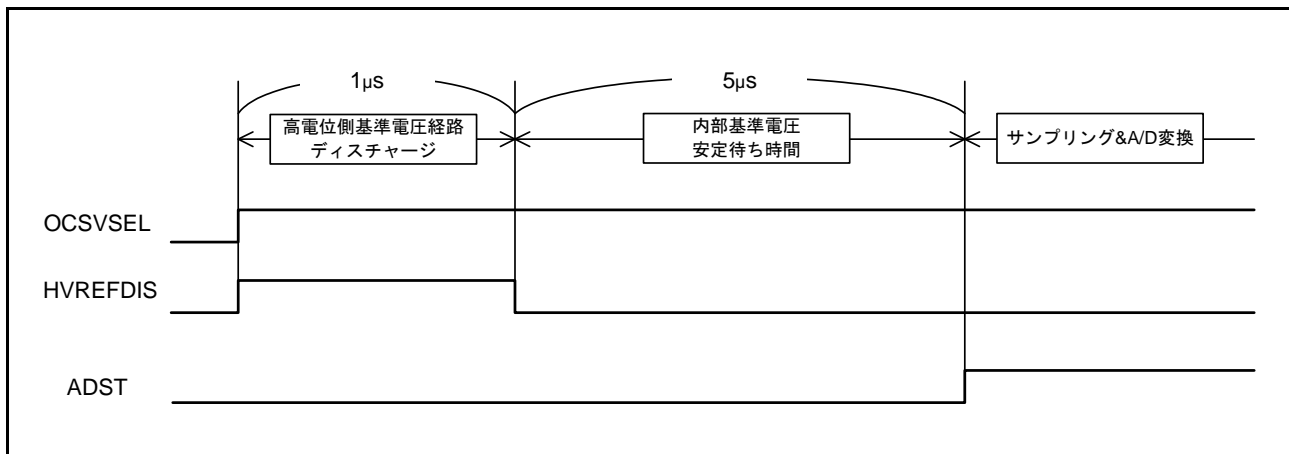 1µs
5µs
高電位側基準電圧経路
ディスチャージ
内部基準電圧
安定待ち時間
サンプリング&A/D変換
OCSVSEL
HVREFDIS
ADST